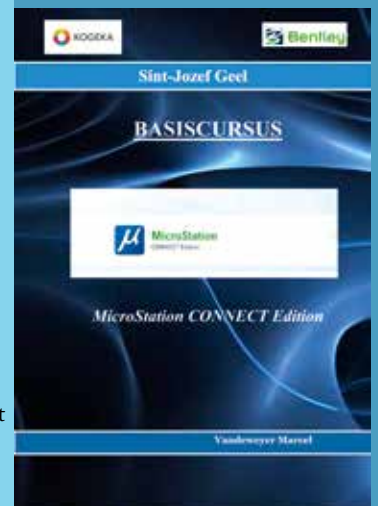 KOGEKA
Bentley
Sint-Jozef Geel
BASISCURSUS
MicroStation
CONNECT Edition
MicroStation CONNECT Edition
t
Vandeweyer Marcel